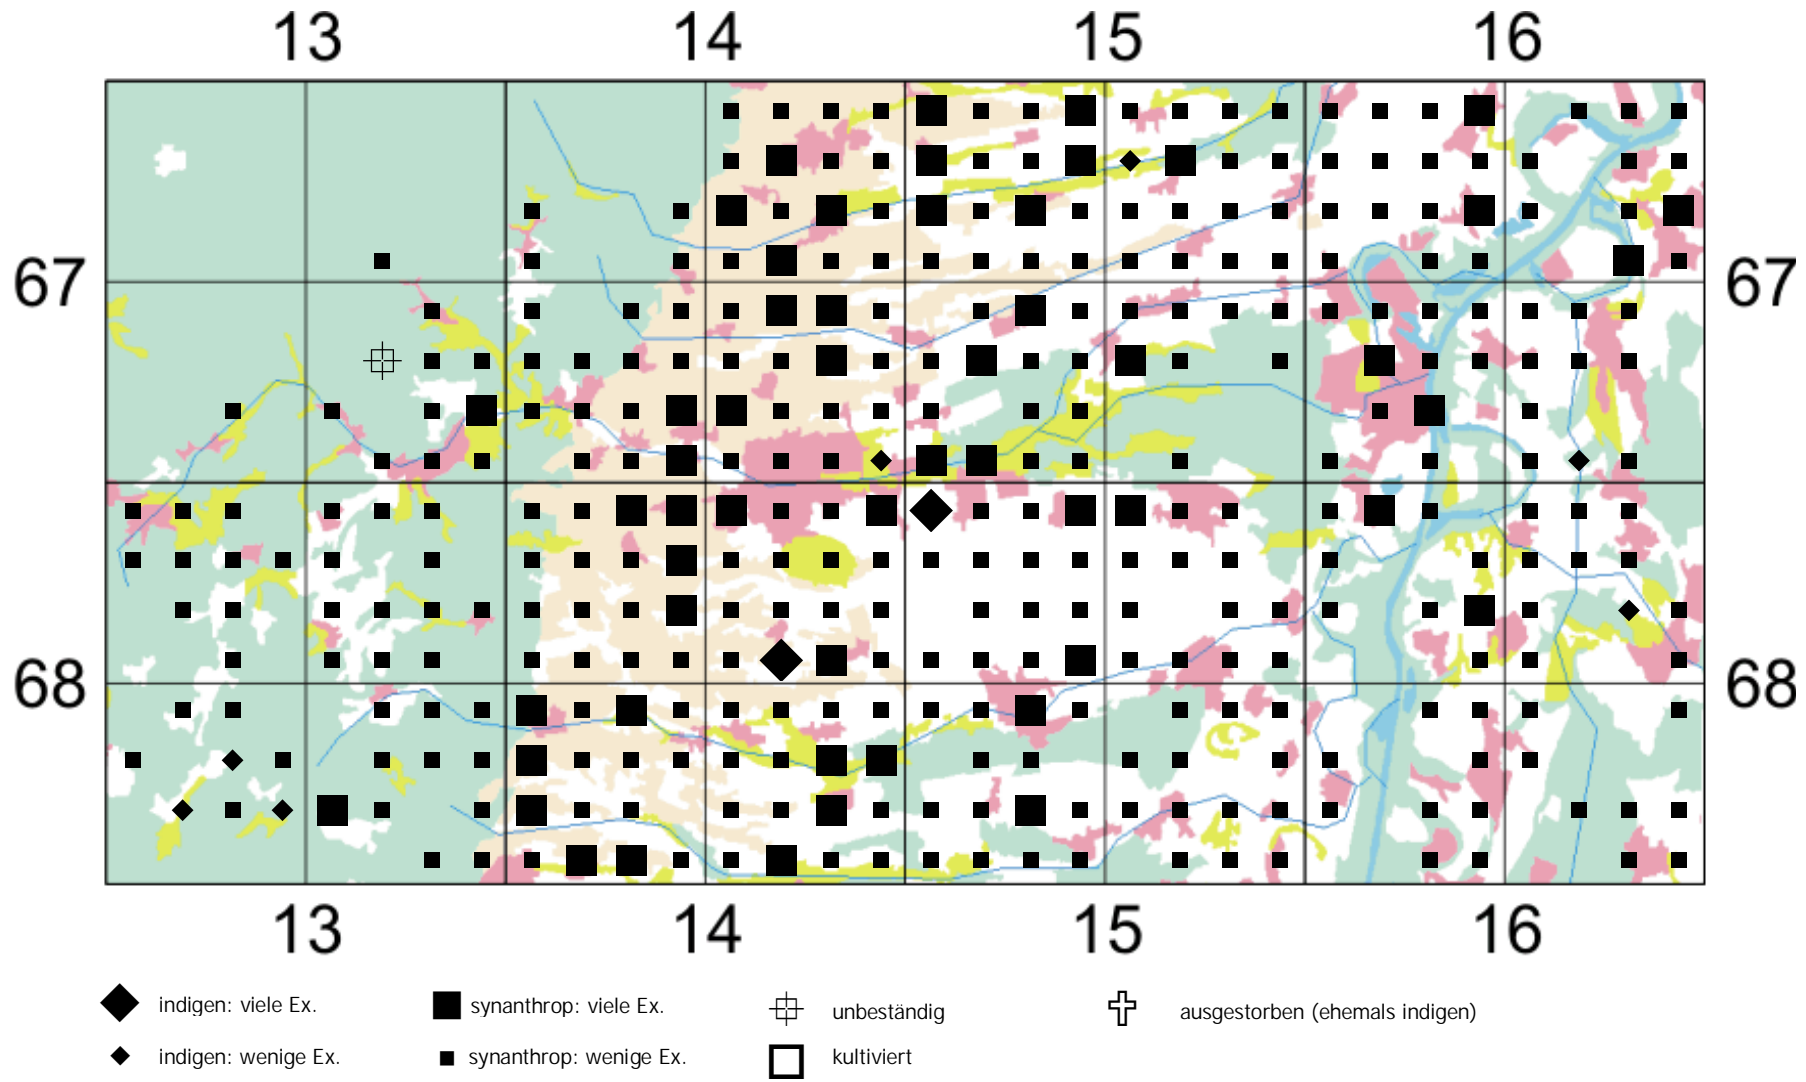 13 14 15 16
67 67
68 68
13 14 15 16
indigen: viele Ex. synanthrop: viele Ex. unbeständig ausgestorben (ehemals indigen)
indigen: wenige Ex. synanthrop: wenige Ex. kultiviert